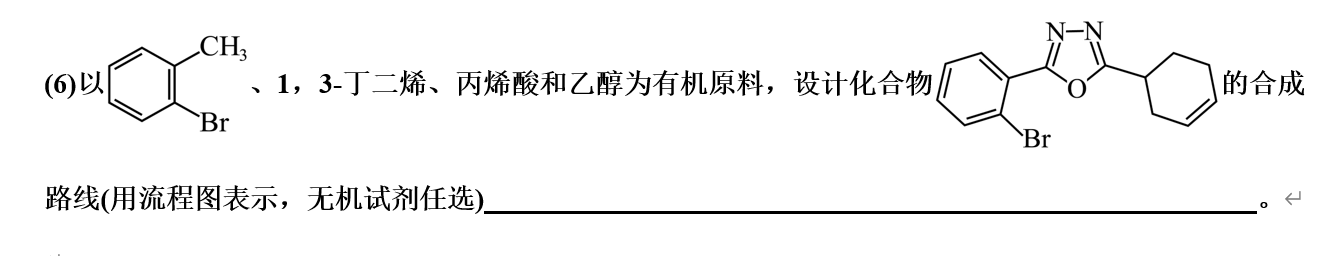 (6)以 CH3 Br 、1，3-丁二烯、丙烯酸和乙醇为有机原料，设计化合物 N N O Br 的合成
路线(用流程图表示，无机试剂任选)____________________。